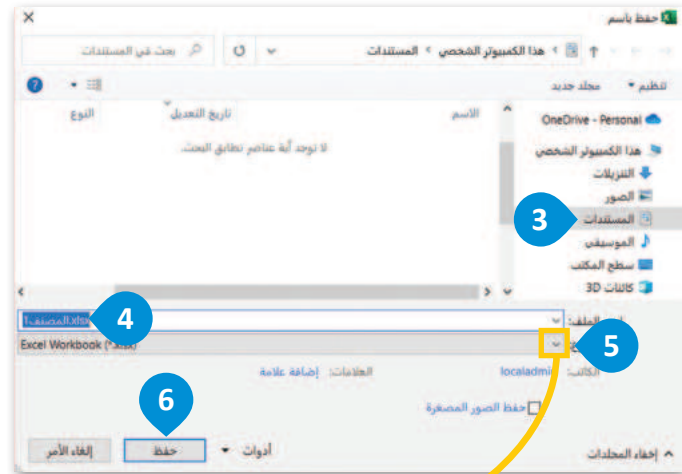 حفظ باسم
هذا الكمبيوتر الشخصي > المستندات
بحث في المستندات
تنظيم
مجلد جديد
الاسم
تاريخ التعديل
النوع
لا توجد أية عناصر تطابق البحث.
OneDrive - Personal
هذا الكمبيوتر الشخصي
التنزيلات
الصور
المستندات
3
الموسيقى
سطح المكتب
كائنات 3D
اسم الملف:
المصنف1.xlsx
4
Excel Workbook (*.xlsx)
5
الكاتب: localadmin
العلامات: إضافة علامة
6
حفظ الصور المصغرة
إخفاء المجلدات
أدوات
حفظ
إلغاء الأمر